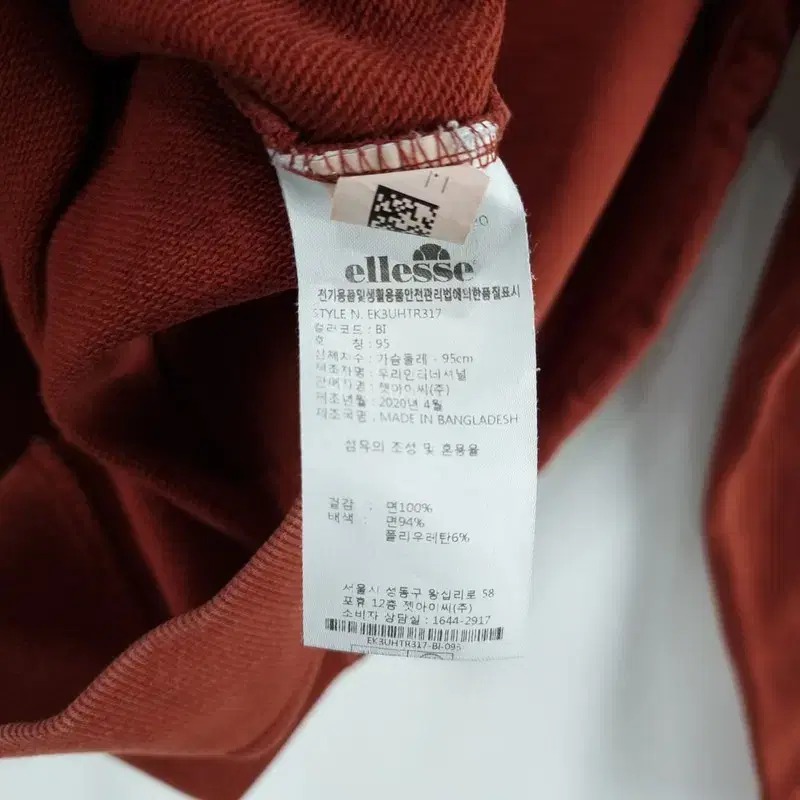 20
ellesse
전기용품및생활용품안전관리법에의한품질표시
STYLE N. EK3UHTR317
컬러코드 : BI
호 칭 : 95
신체치수 : 가슴둘레 - 95cm
제조자명 : 우리인터내셔널
판매자명 : 젯아이씨(주)
제조년월 : 2020년 4월
제조국명 : MADE IN BANGLADESH
섬유의 조성 및 혼용율
겉감 : 면100%
배색 : 면94%
폴리우레탄6%
서울시 성동구 왕십리로 58
포휴 12층 젯아이씨(주)
소비자 상담실 : 1644-2917
EK3UHTR317-BI-095